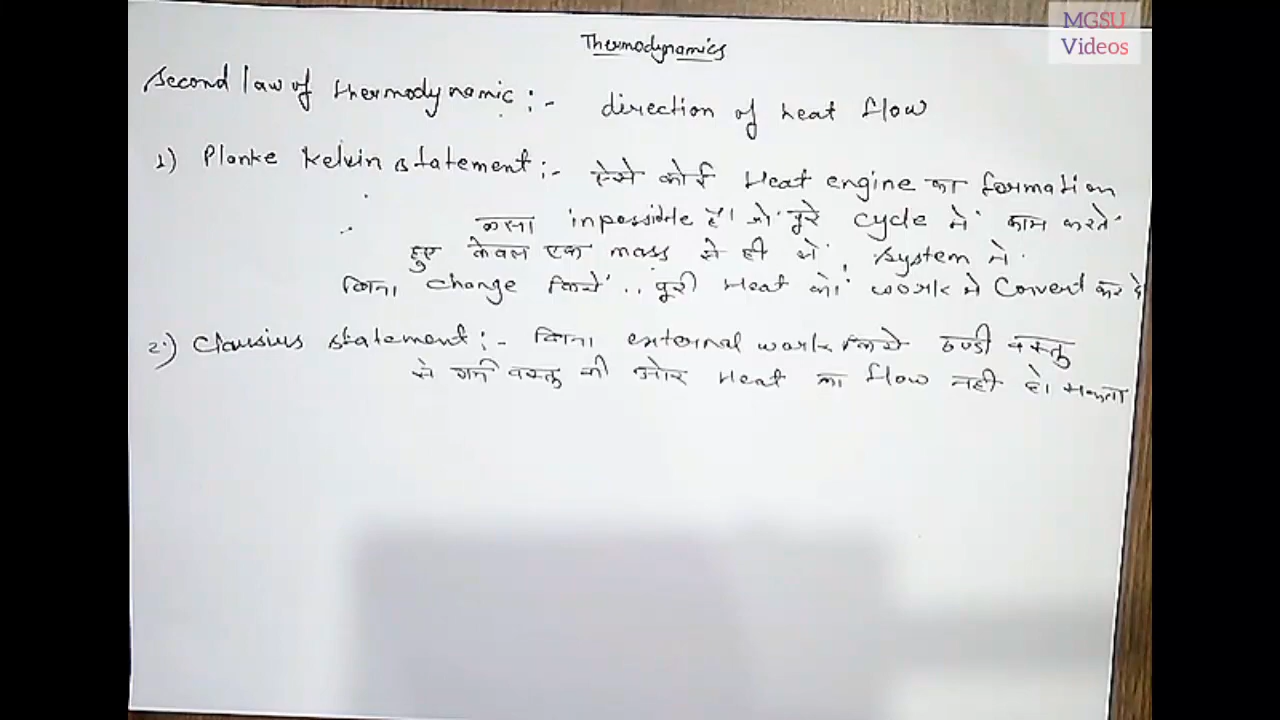 MGSU
Videos
Thermodynamics
Second law of thermodynamic :- direction of heat flow
1) Planke Kelvin statement :- ऐसे कोई Heat engine का formation
करना inpossible है। जो पूरे cycle में काम करते
हुए केवल एक mass से ही ले, system मे
बिना change किये .. पूरी Heat को work मे Convert कर दे
2.) Clausius statement :- बिना external work किये ठण्डी वस्तु
से गर्म वस्तु की ओर Heat का flow नही हो सकता